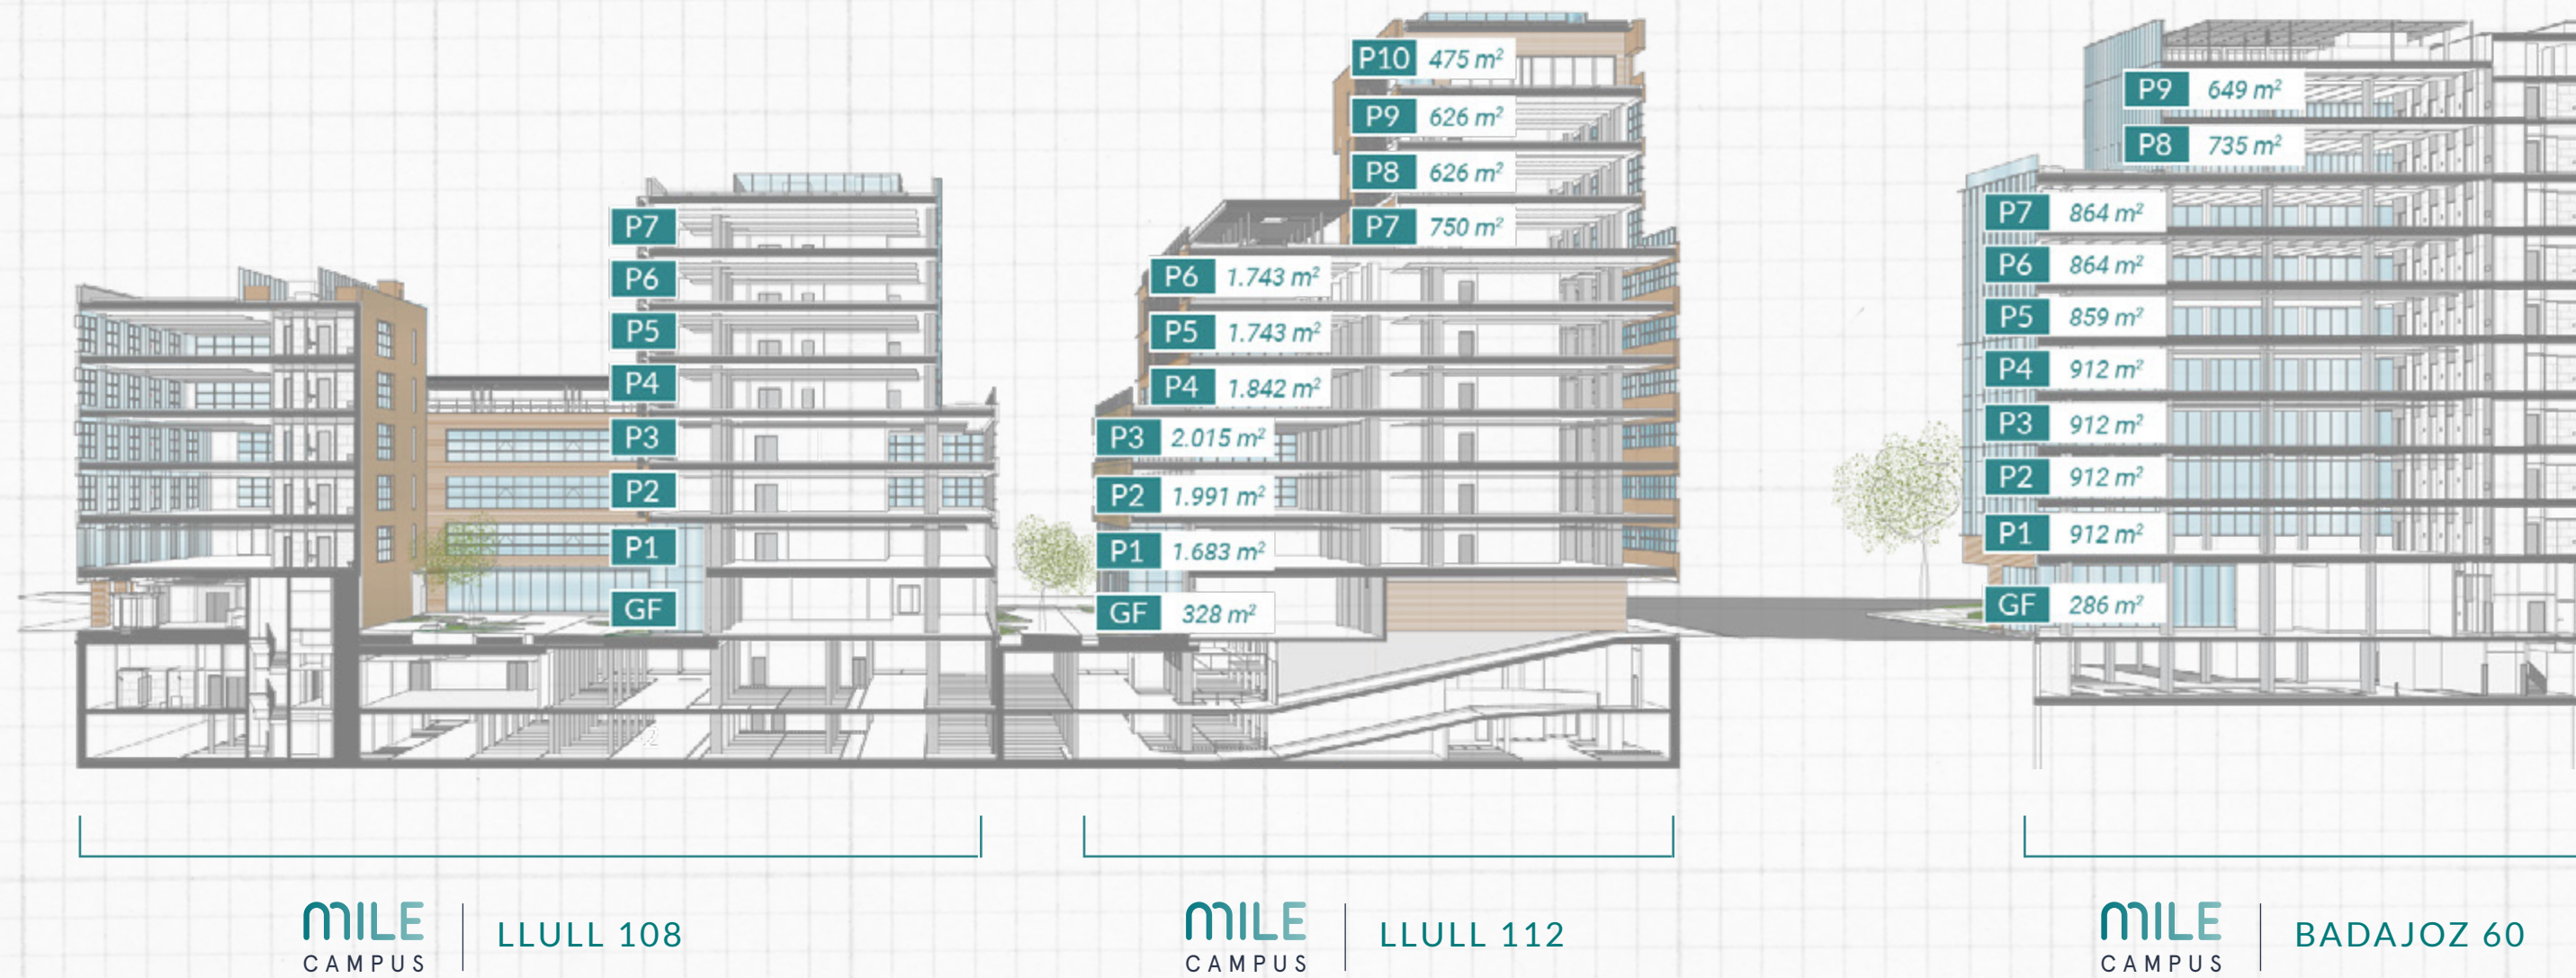 P7
P6
P5
P4
P3
P2
P1
GF
MILE
CAMPUS
LLULL 108
P10 475 m²
P9 626 m²
P8 626 m²
P7 750 m²
P6 1.743 m²
P5 1.743 m²
P4 1.842 m²
P3 2.015 m²
P2 1.991 m²
P1 1.683 m²
GF 328 m²
MILE
CAMPUS
LLULL 112
P9 649 m²
P8 735 m²
P7 864 m²
P6 864 m²
P5 859 m²
P4 912 m²
P3 912 m²
P2 912 m²
P1 912 m²
GF 286 m²
MILE
CAMPUS
BADAJOZ 60